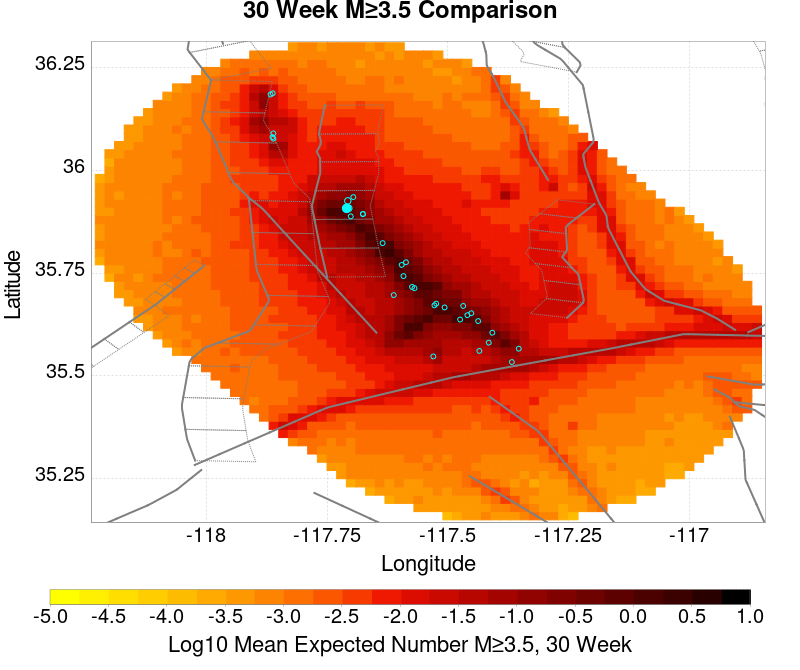 30 Week M≥3.5 Comparison
36.25
36
35.75
35.5
35.25
Latitude
-118 -117.75 -117.5 -117.25 -117
Longitude
-5.0 -4.5 -4.0 -3.5 -3.0 -2.5 -2.0 -1.5 -1.0 -0.5 0.0 0.5 1.0
Log10 Mean Expected Number M≥3.5, 30 Week